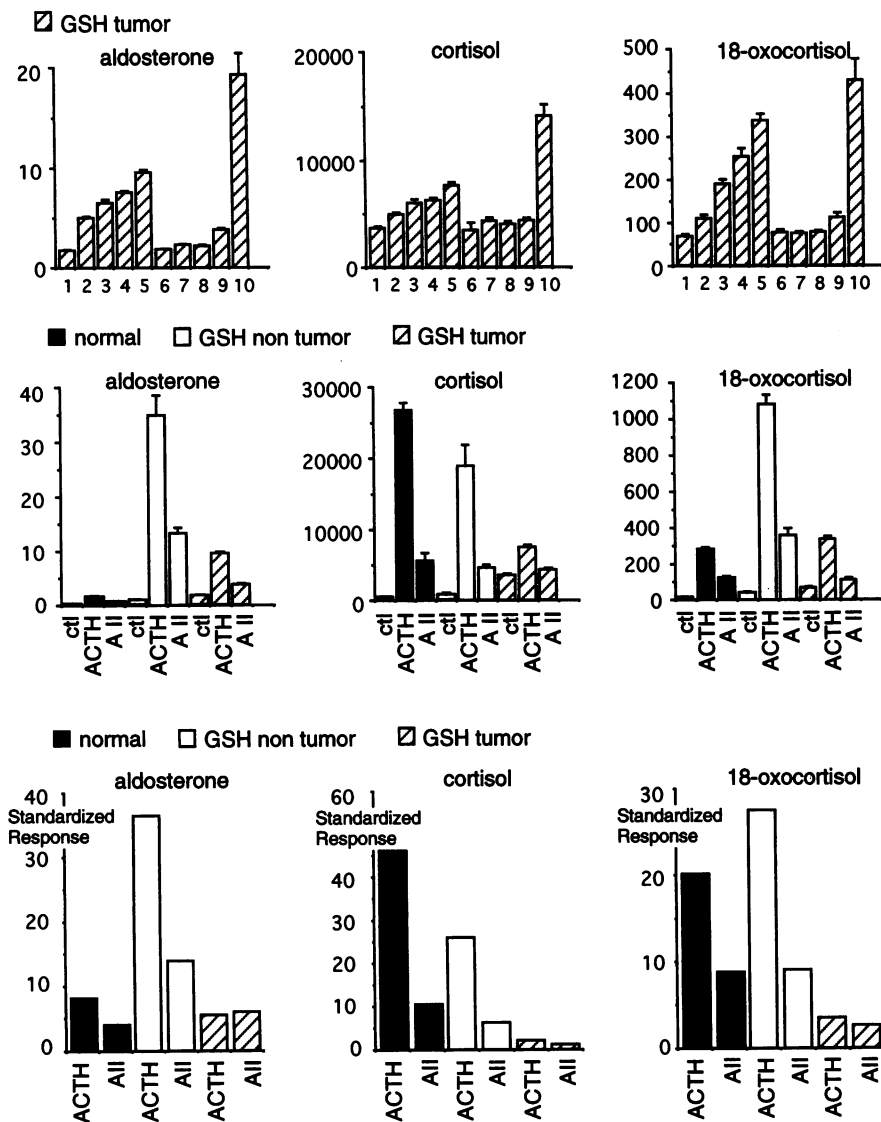 GSH tumor
aldosterone
20
10
0
1 2 3 4 5 6 7 8 9 10
cortisol
20000
10000
0
1 2 3 4 5 6 7 8 9 10
18-oxocortisol
500
400
300
200
100
0
1 2 3 4 5 6 7 8 9 10
normal GSH non tumor GSH tumor
aldosterone
40
30
20
10
0
ctl ACTH A II ctl ACTH A II ctl ACTH A II
cortisol
30000
20000
10000
0
ctl ACTH A II ctl ACTH A II ctl ACTH A II
18-oxocortisol
1200
1000
800
600
400
200
0
ctl ACTH A II ctl ACTH A II ctl ACTH A II
normal GSH non tumor GSH tumor
aldosterone
40
Standardized
Response
30
20
10
0
ACTH AII ACTH AII ACTH AII
cortisol
60
Standardized
Response
40
30
20
10
0
ACTH AII ACTH AII ACTH AII
18-oxocortisol
30
Standardized
Response
20
10
0
ACTH AII ACTH AII ACTH AII